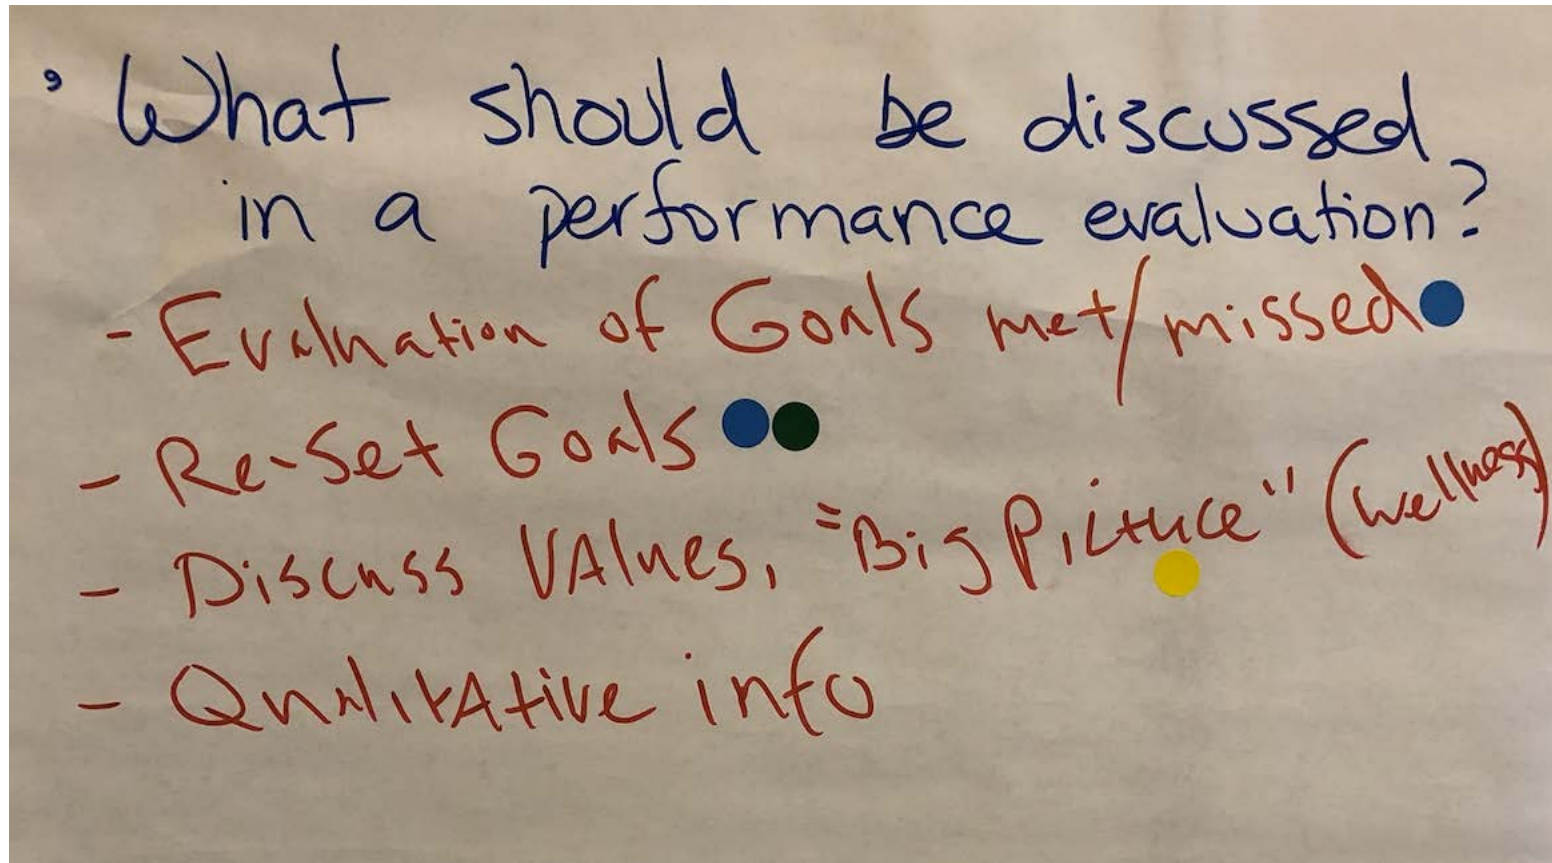 • What should be discussed
in a performance evaluation?
- Evaluation of Goals met/missed
- Re-Set Goals
- Discuss VAlues, "Big Picture" (wellness)
- QualitAtive info